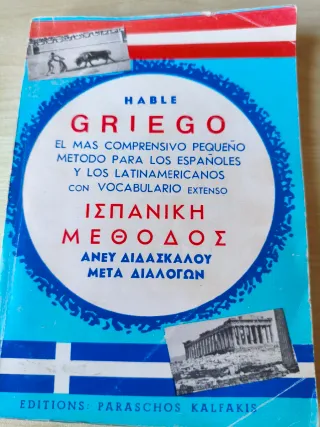 HABLE
GRIEGO
EL MAS COMPRENSIVO PEQUEÑO
METODO PARA LOS ESPAÑOLES
Y LOS LATINAMERICANOS
CON VOCABULARIO EXTENSO
ΙΣΠΑΝΙΚΗ
ΜΕΘΟΔΟΣ
ΑΝΕΥ ΔΙΔΑΣΚΑΛΟΥ
ΜΕΤΑ ΔΙΑΛΟΓΩΝ
EDITIONS: PARASCHOS KALFAKIS